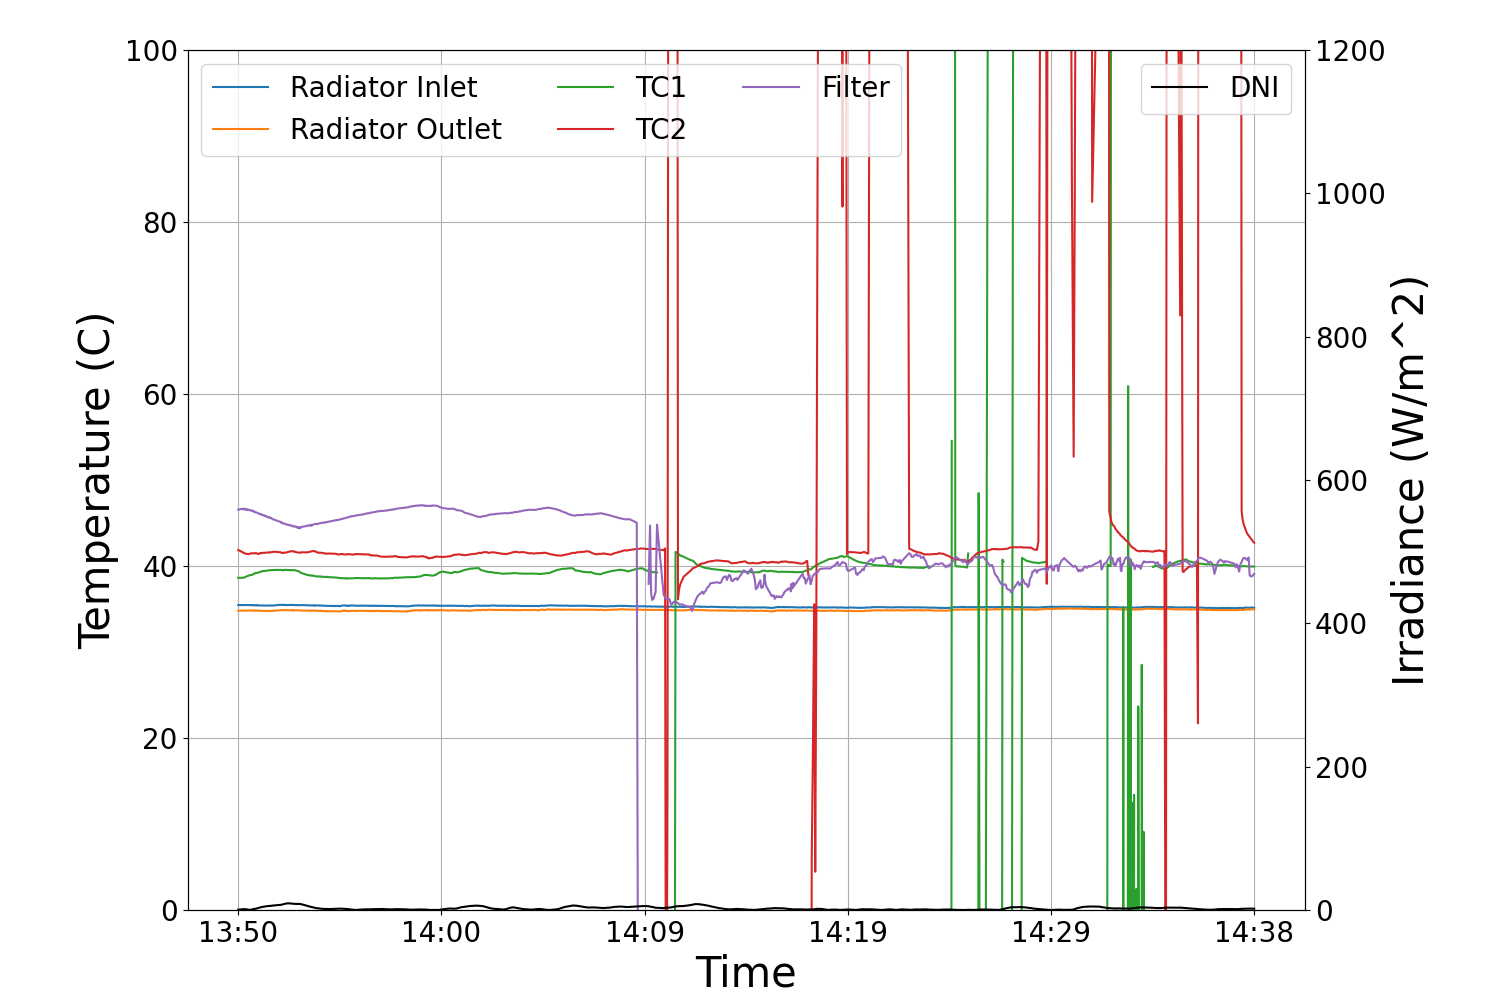 100
80
60
40
20
0
Temperature (C)
Radiator Inlet
Radiator Outlet
TC1
TC2
Filter
DNI
1200
1000
800
600
400
200
0
Irradiance (W/m^2)
13:50
14:00
14:09
14:19
14:29
14:38
Time